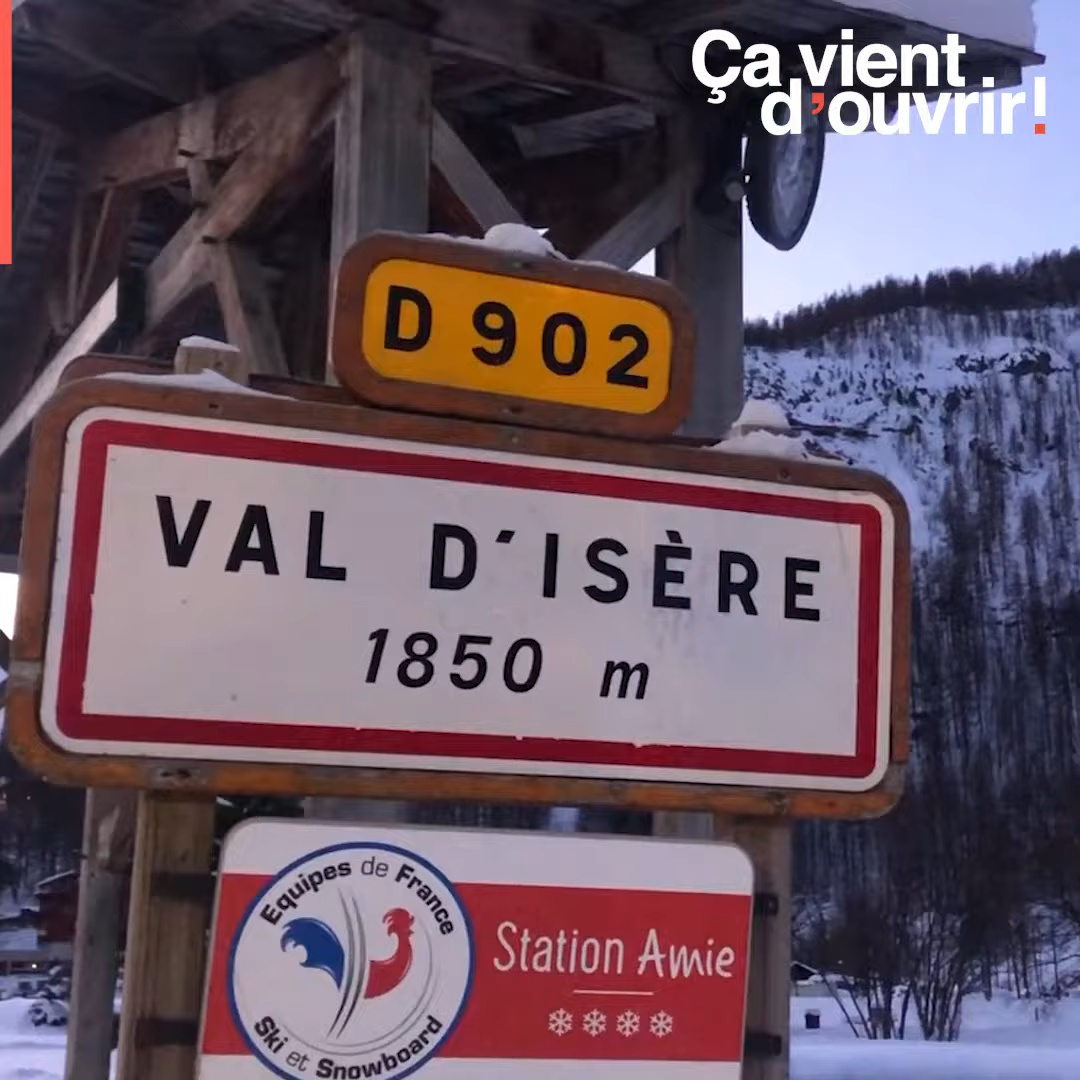 Ça vient
d'ouvrir!
D 902
VAL D'ISÈRE
1850 m
Equipes de France
Station Amie
Ski et Snowboard